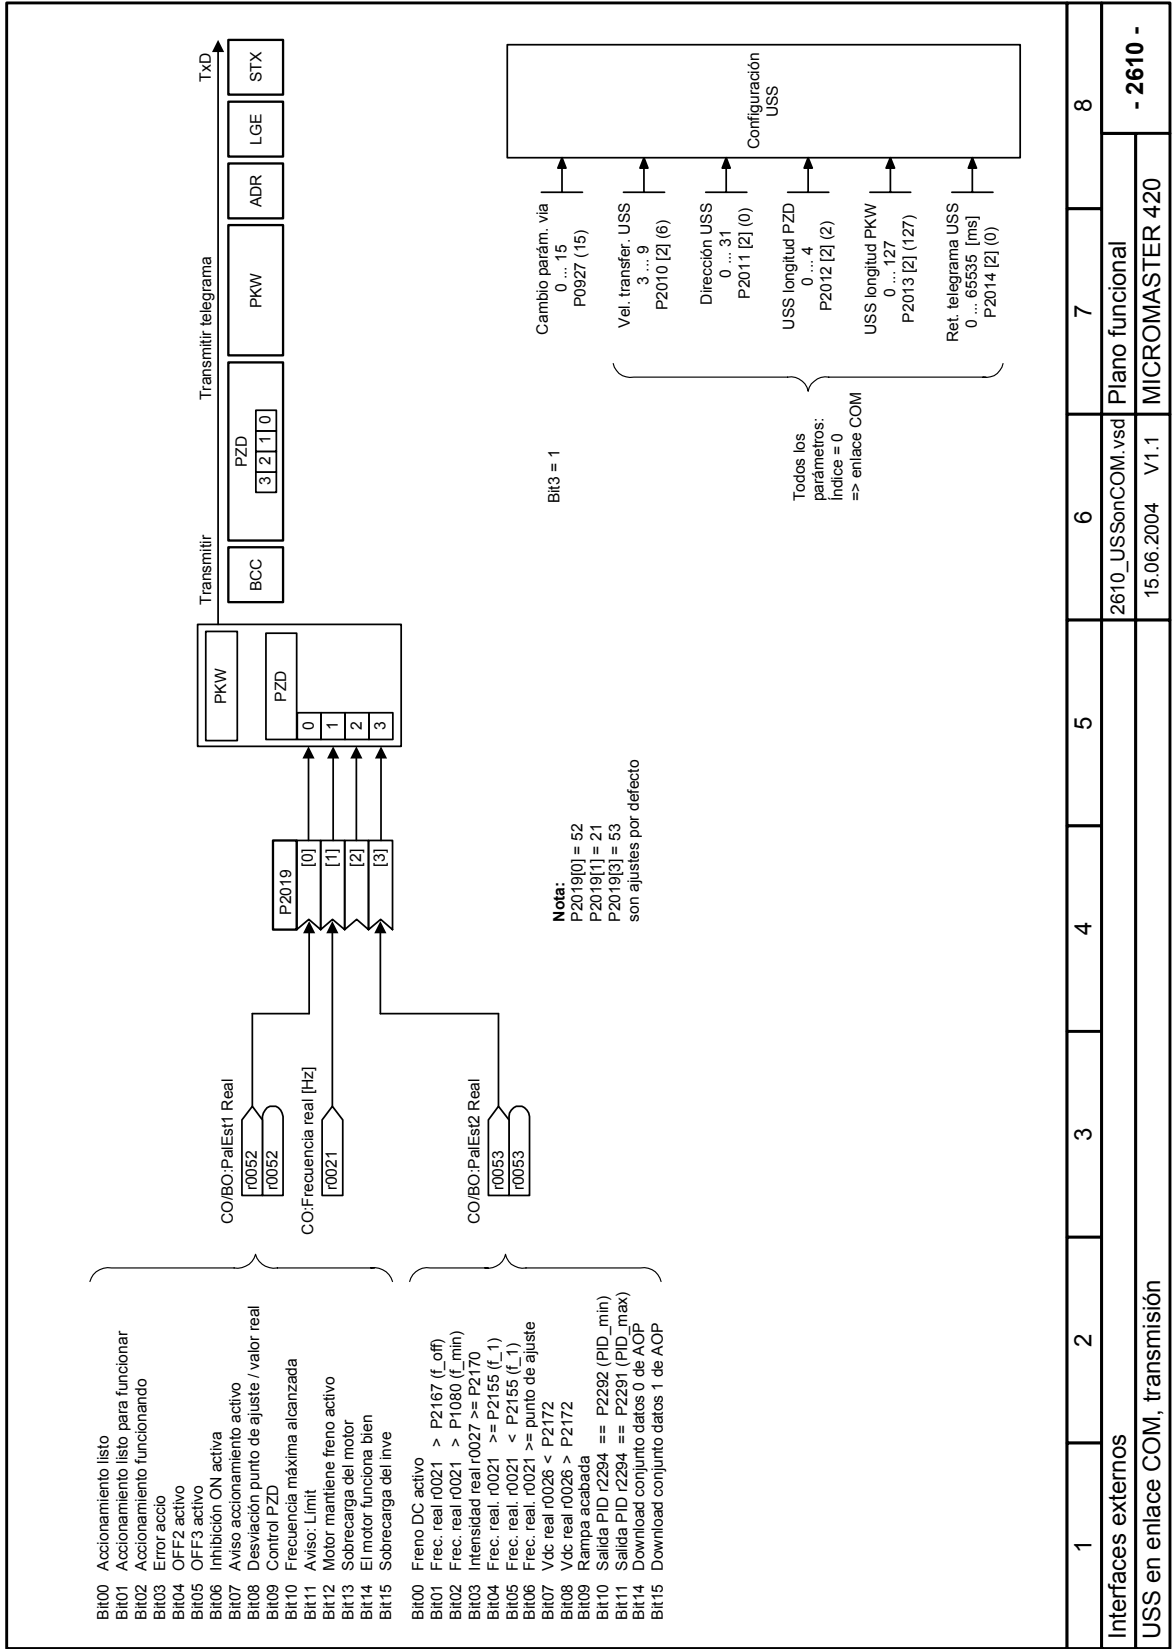 Bit00 Accionamiento listo
Bit01 Accionamiento listo para funcionar
Bit02 Accionamiento funcionando
Bit03 Error accio
Bit04 OFF2 activo
Bit05 OFF3 activo
Bit06 Inhibición ON activa
Bit07 Aviso accionamiento activo
Bit08 Desviación punto de ajuste / valor real
Bit09 Control PZD
Bit10 Frecuencia máxima alcanzada
Bit11 Aviso: Límit
Bit12 Motor mantiene freno activo
Bit13 Sobrecarga del motor
Bit14 El motor funciona bien
Bit15 Sobrecarga del inve
Bit00 Freno DC activo
Bit01 Frec. real r0021 > P2167 (f_off)
Bit02 Frec. real r0021 > P1080 (f_min)
Bit03 Intensidad real r0027 >= P2170
Bit04 Frec. real. r0021 >= P2155 (f_1)
Bit05 Frec. real. r0021 < P2155 (f_1)
Bit06 Frec. real. r0021 >= punto de ajuste
Bit07 Vdc real r0026 < P2172
Bit08 Vdc real r0026 > P2172
Bit09 Rampa acabada
Bit10 Salida PID r2294 == P2292 (PID_min)
Bit11 Salida PID r2294 == P2291 (PID_max)
Bit14 Download conjunto datos 0 de AOP
Bit15 Download conjunto datos 1 de AOP
CO/BO:PalEst1 Real
r0052
r0052
CO:Frecuencia real [Hz]
r0021
CO/BO:PalEst2 Real
r0053
r0053
P2019
[0]
[1]
[2]
[3]
Nota:
P2019[0] = 52
P2019[1] = 21
P2019[3] = 53
son ajustes por defecto
PKW
PZD
0
1
2
3
Transmitir
Transmitir telegrama
TxD
BCC
PZD
3 2 1 0
PKW
ADR
LGE
STX
Bit3 = 1
Todos los
parámetros:
Índice = 0
=> enlace COM
Cambio parám. via
0 ... 15
P0927 (15)
Vel. transfer. USS
3 ... 9
P2010 [2] (6)
Dirección USS
0 ... 31
P2011 [2] (0)
USS longitud PZD
0 ... 4
P2012 [2] (2)
USS longitud PKW
0 ... 127
P2013 [2] (127)
Ret. telegrama USS
0 ... 65535 [ms]
P2014 [2] (0)
Configuración
USS
1 2 3 4 5 6 7 8
Interfaces externos
USS en enlace COM, transmisión
2610_USSonCOM.vsd
15.06.2004 V1.1
Plano funcional
MICROMASTER 420
- 2610 -